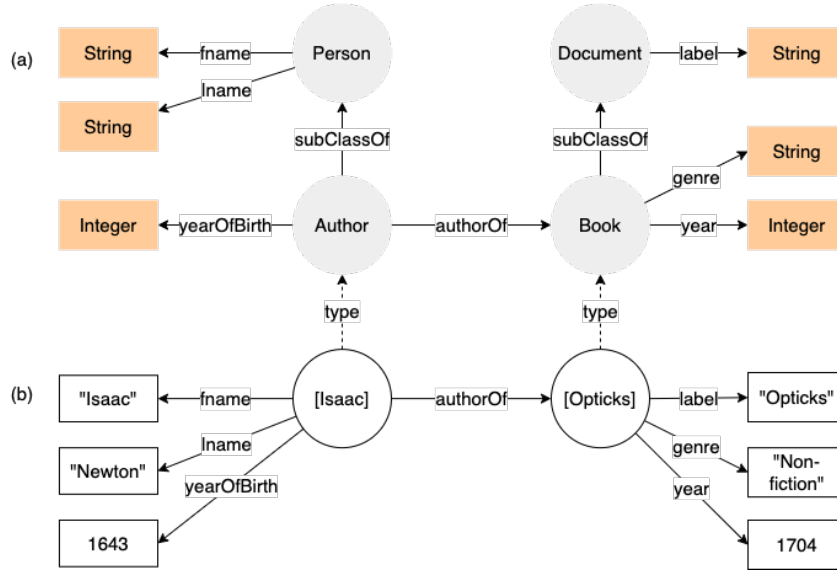 (a)
String
fname
Person
Document
label
String
String
lname
subClassOf
subClassOf
String
genre
Integer
yearOfBirth
Author
authorOf
Book
year
Integer
type
type
(b)
"Isaac"
fname
[Isaac]
authorOf
[Opticks]
label
"Opticks"
"Newton"
lname
genre
"Non-
fiction"
yearOfBirth
year
1643
1704